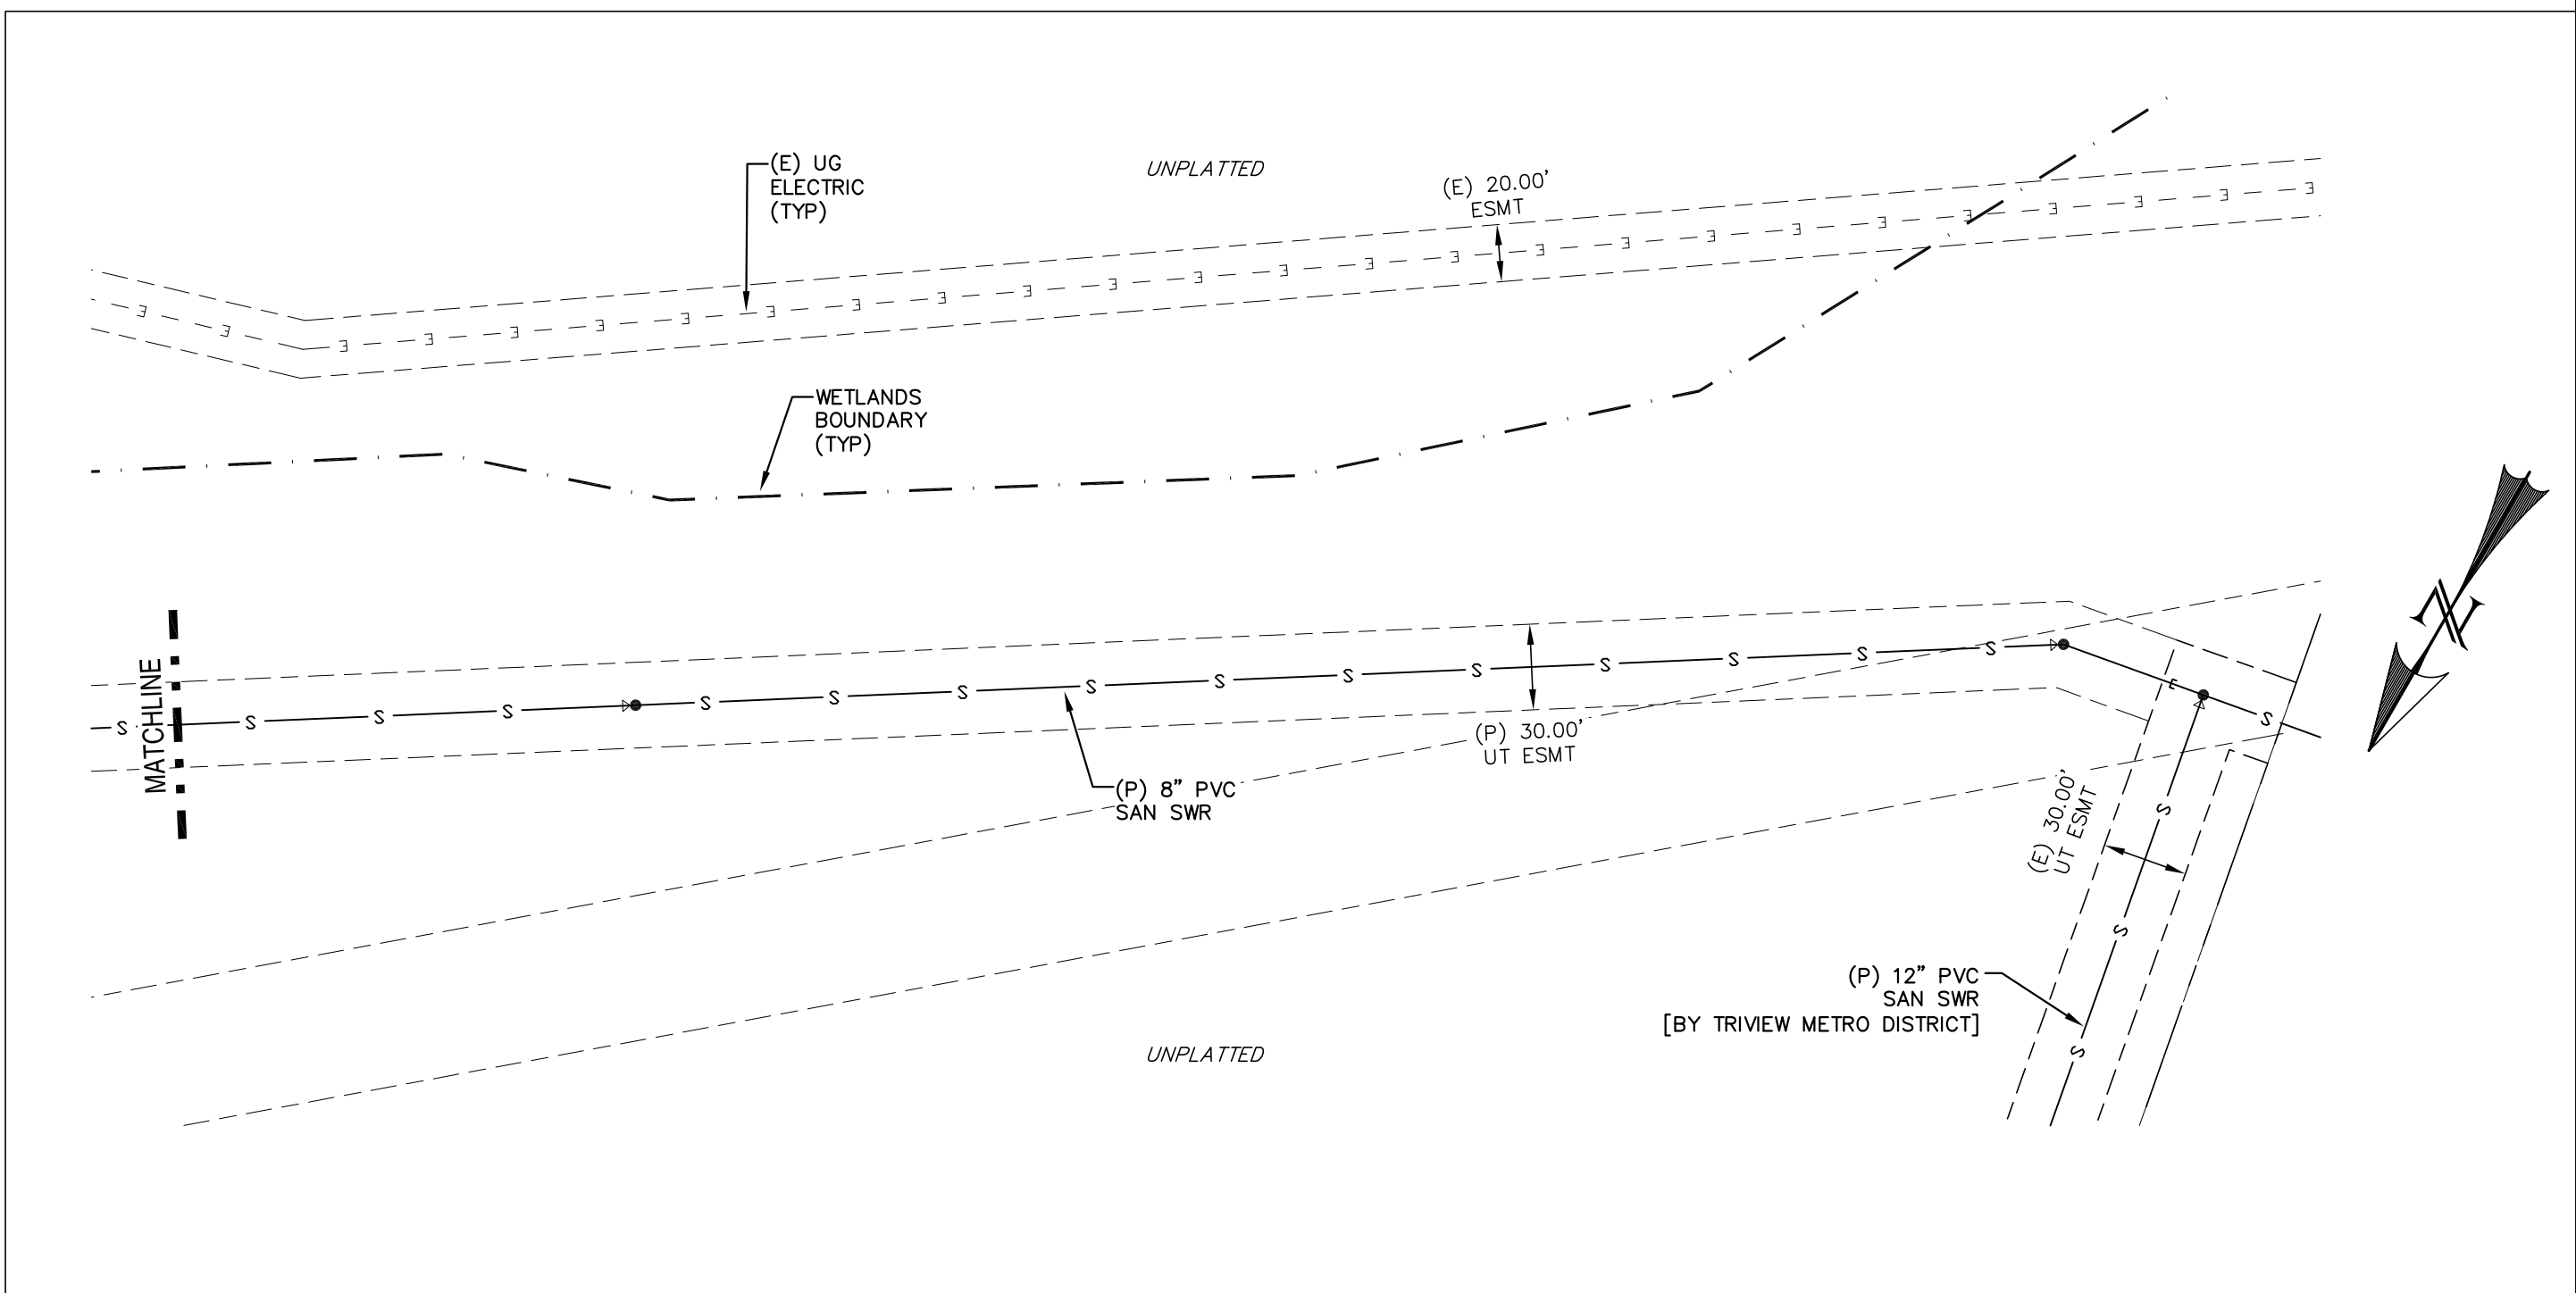 (E) UG
ELECTRIC
(TYP)
UNPLATTED
(E) 20.00'
ESMT
E E E E E E E E E E E E E E E E E E E E E E E E E E
WETLANDS
BOUNDARY
(TYP)
N
MATCHLINE
S S S S S S S S S S S S S S S E S
(P) 30.00'
UT ESMT
(P) 8" PVC
SAN SWR
(E) 30.00'
UT ESMT
S
S
S
(P) 12" PVC
SAN SWR
[BY TRIVIEW METRO DISTRICT]
UNPLATTED